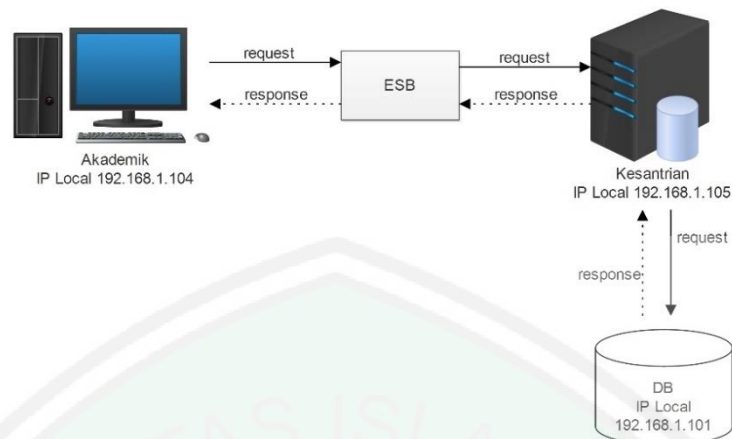 request
response
ESB
request
response
Akademik
IP Local 192.168.1.104
Kesantrian
IP Local 192.168.1.105
request
response
DB
IP Local
192.168.1.101